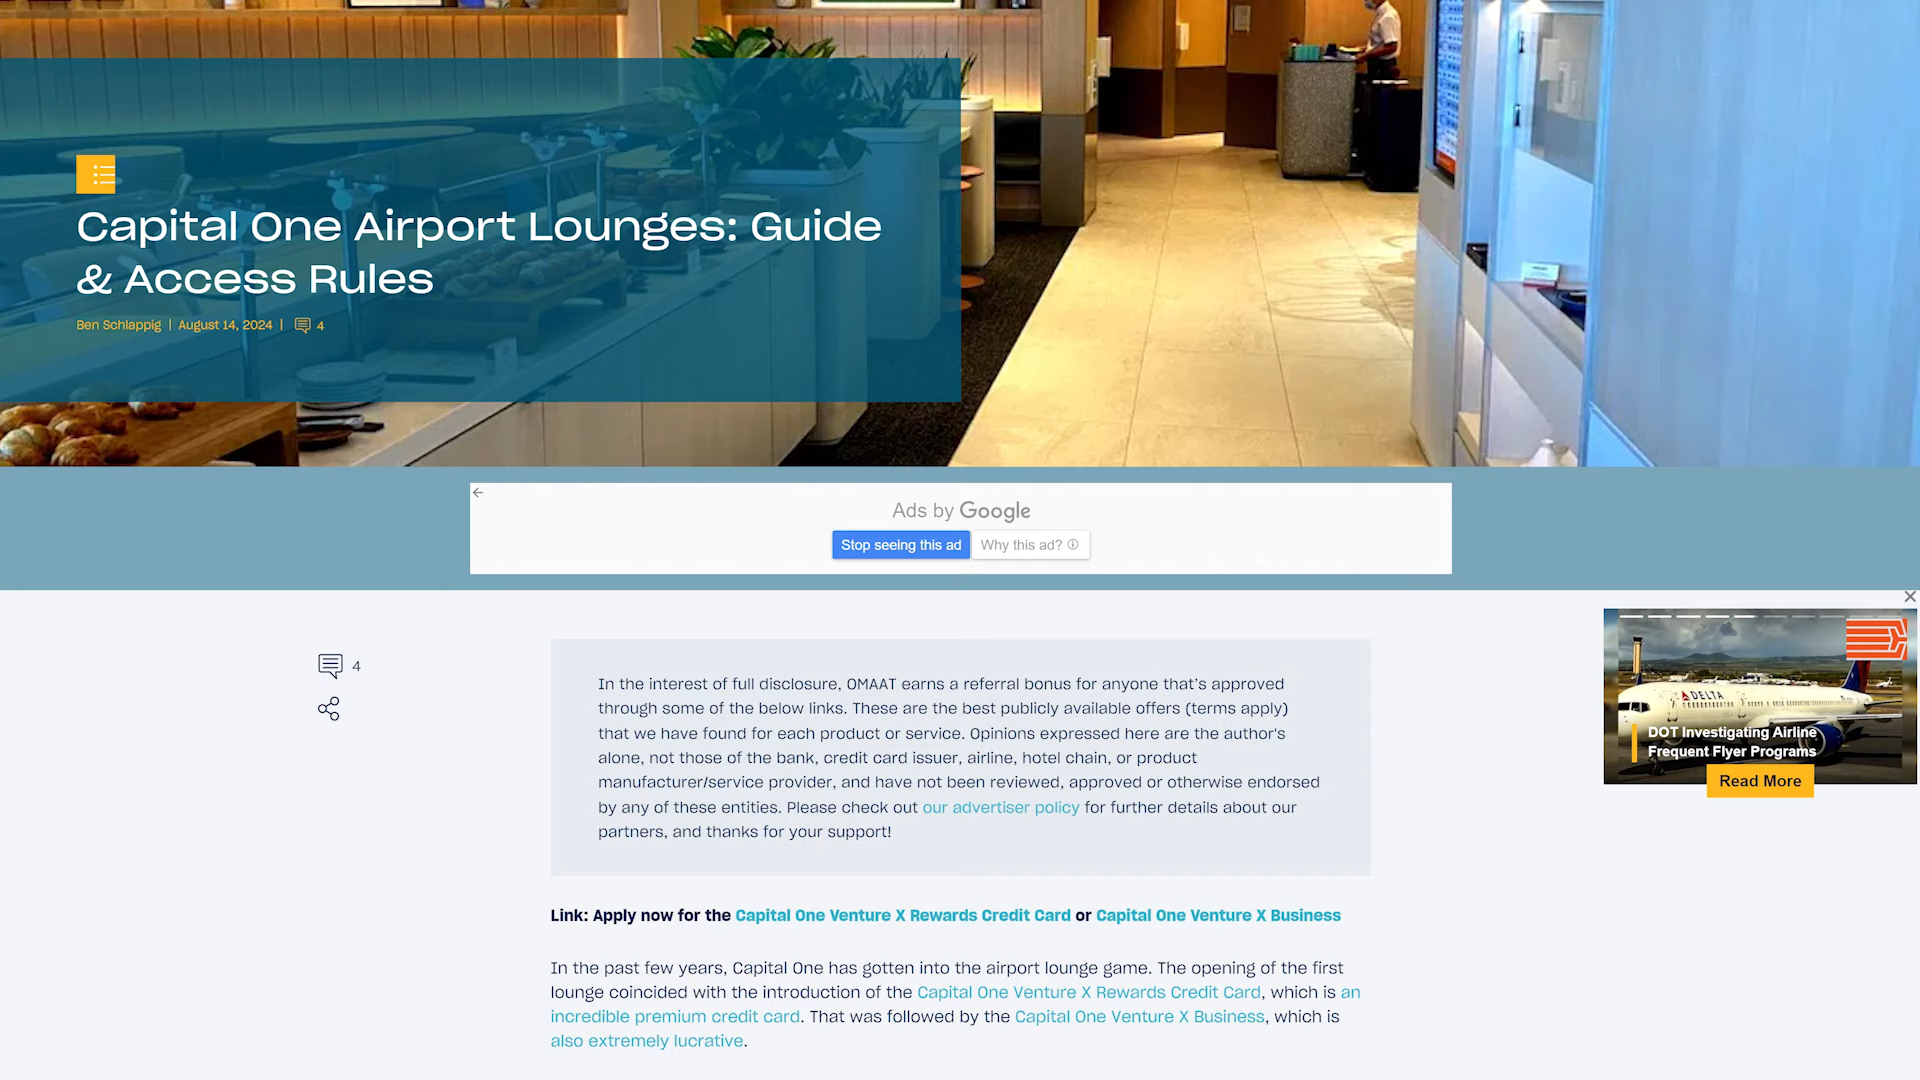 Capital One Airport Lounges: Guide
& Access Rules
Ben Schlappig | August 14, 2024 | 4
Ads by Google
Stop seeing this ad
Why this ad?
4
In the interest of full disclosure, OMAAT earns a referral bonus for anyone that's approved
through some of the below links. These are the best publicly available offers (terms apply)
that we have found for each product or service. Opinions expressed here are the author's
alone, not those of the bank, credit card issuer, airline, hotel chain, or product
manufacturer/service provider, and have not been reviewed, approved or otherwise endorsed
by any of these entities. Please check out our advertiser policy for further details about our
partners, and thanks for your support!
DELTA
DOT Investigating Airline
Frequent Flyer Programs
Read More
Link: Apply now for the Capital One Venture X Rewards Credit Card or Capital One Venture X Business
In the past few years, Capital One has gotten into the airport lounge game. The opening of the first
lounge coincided with the introduction of the Capital One Venture X Rewards Credit Card, which is an
incredible premium credit card. That was followed by the Capital One Venture X Business, which is
also extremely lucrative.